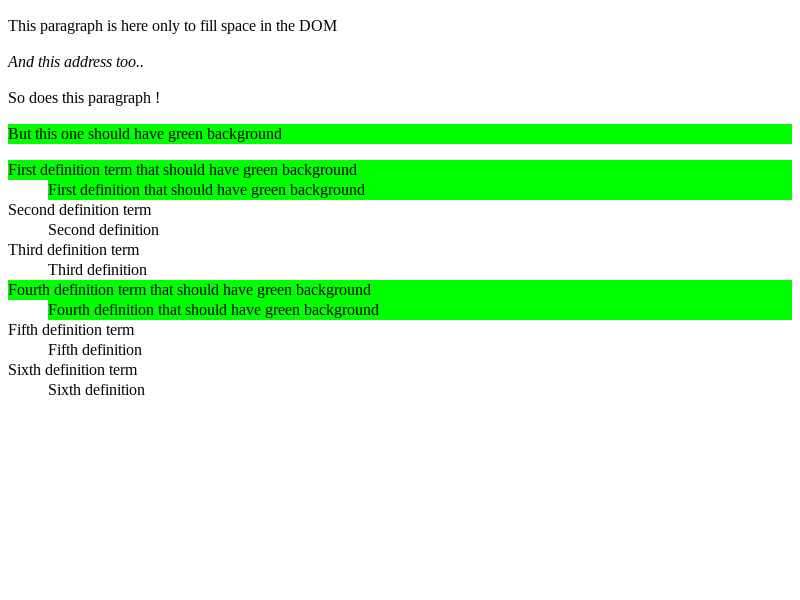 This paragraph is here only to fill space in the DOM
And this address too..
So does this paragraph !
But this one should have green background
First definition term that should have green background
First definition that should have green background
Second definition term
Second definition
Third definition term
Third definition
Fourth definition term that should have green background
Fourth definition that should have green background
Fifth definition term
Fifth definition
Sixth definition term
Sixth definition